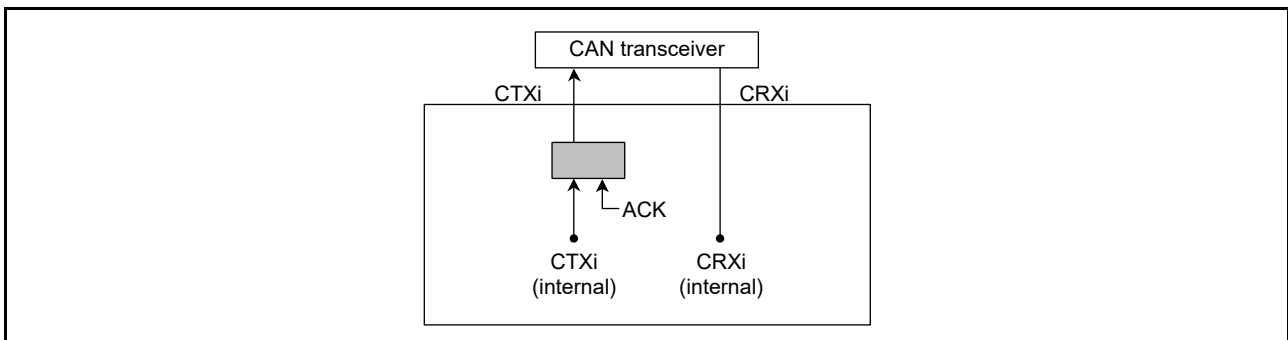 CAN transceiver
CTXi
CRXi
ACK
CTXi
(internal)
CRXi
(internal)